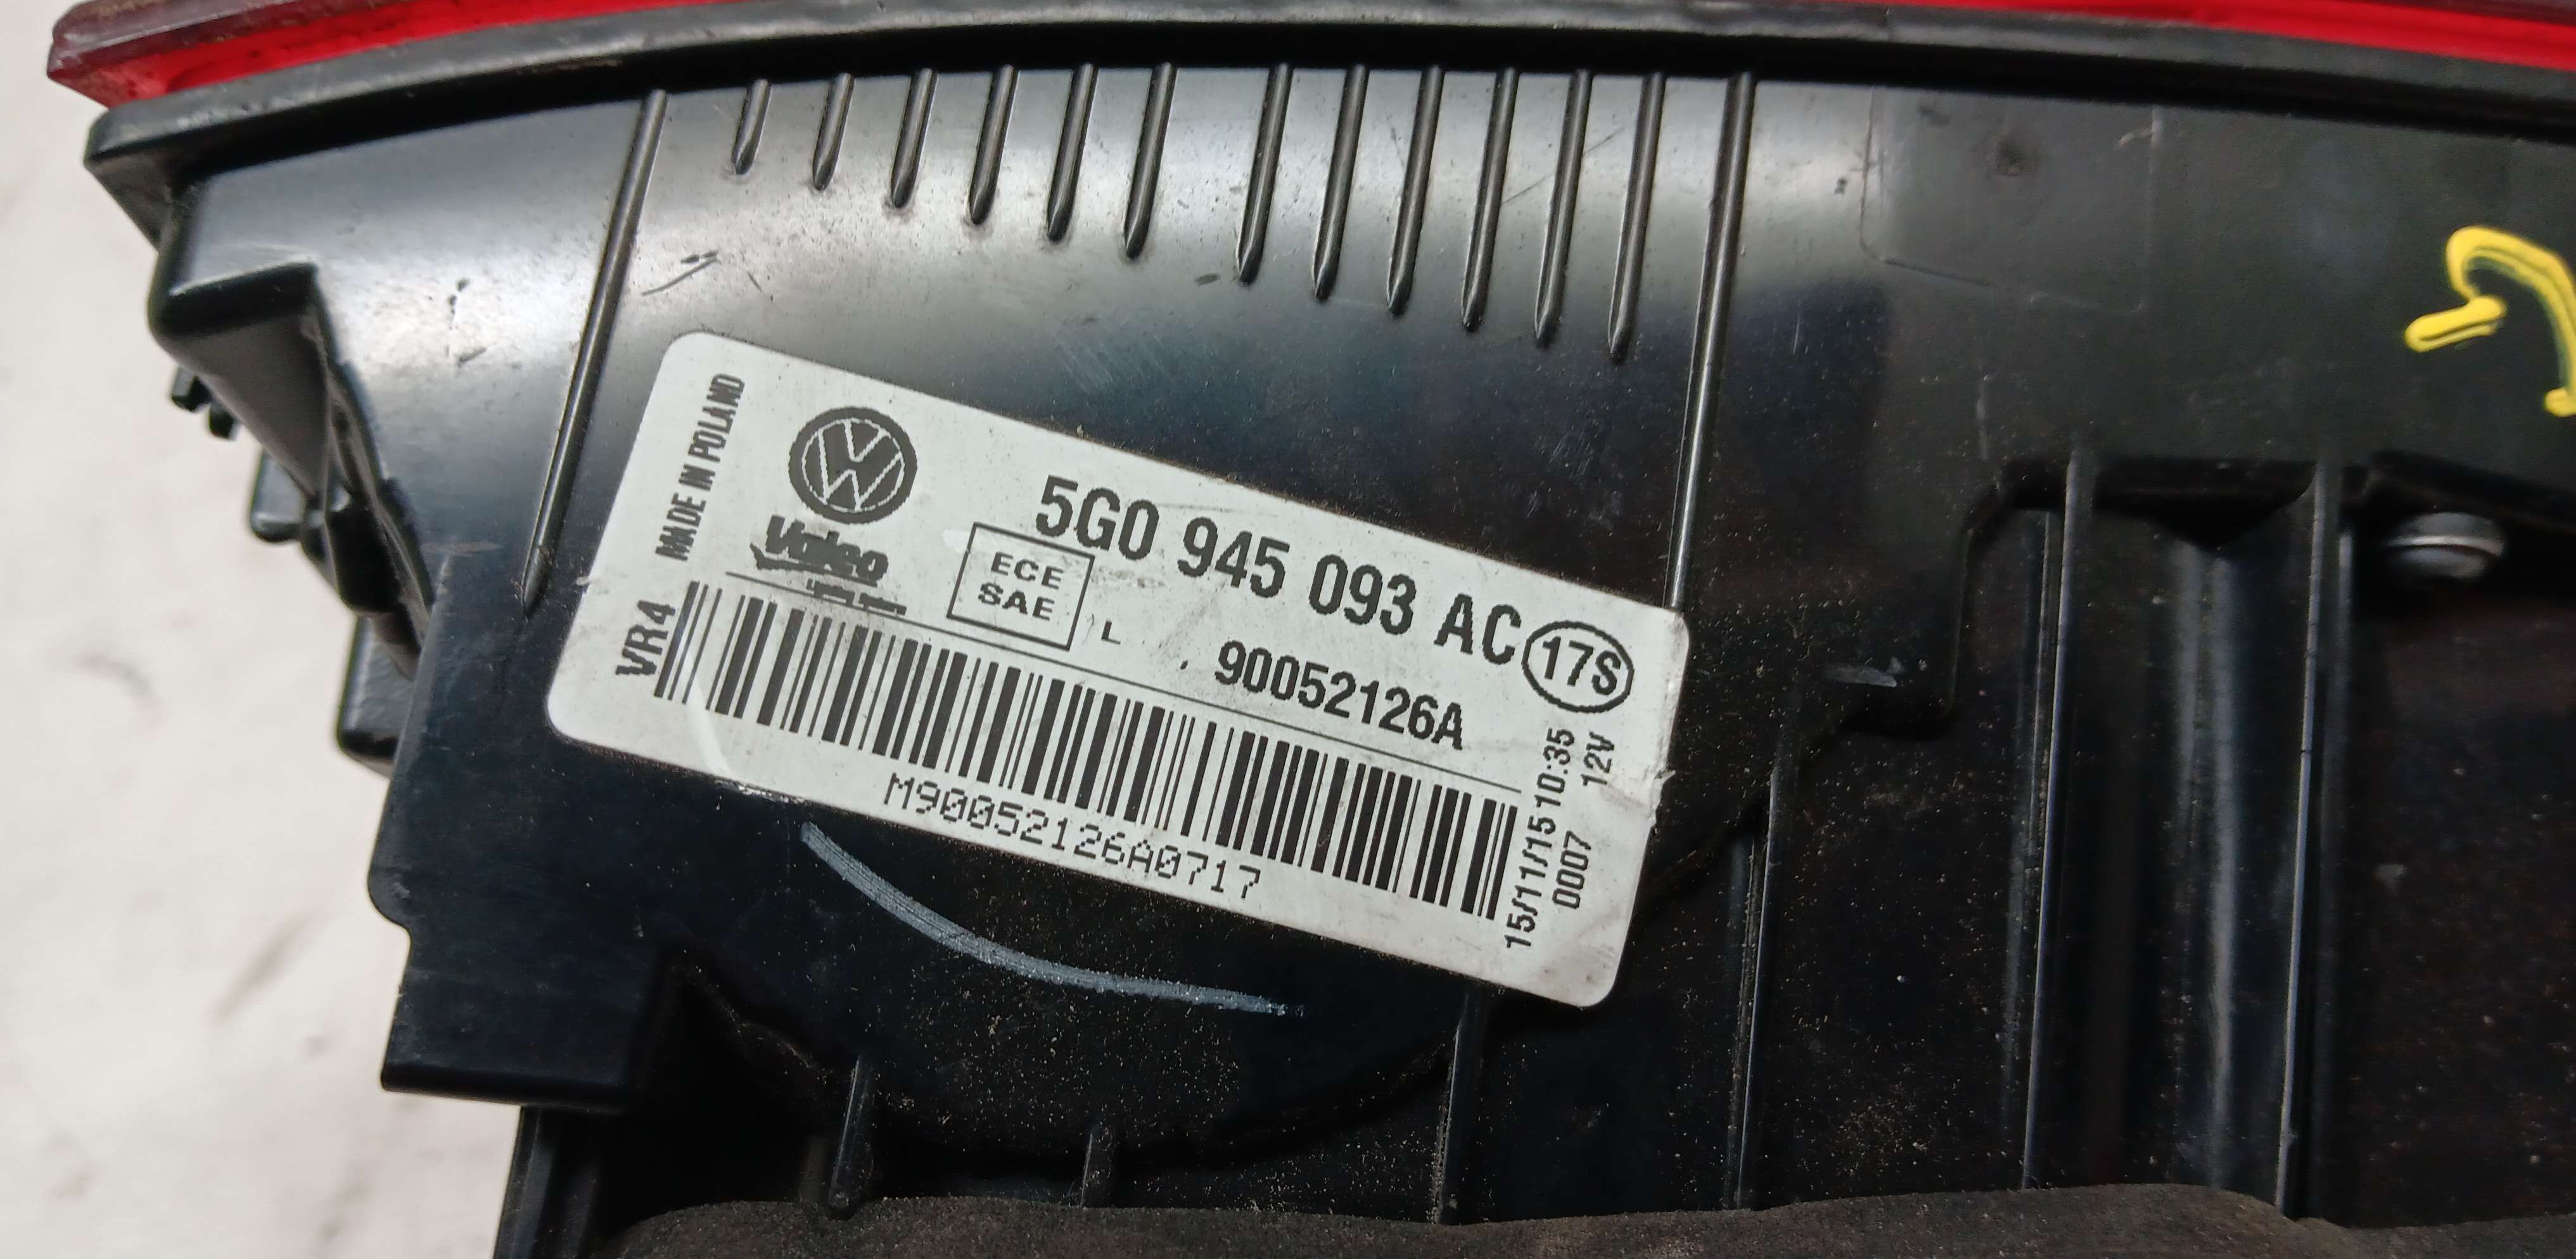 MADE IN POLAND
VW
Valeo
5G0 945 093 AC
17S
ECE
SAE
L
90052126A
VR4
M90052126A0717
15/11/15 10:35
0007 12V